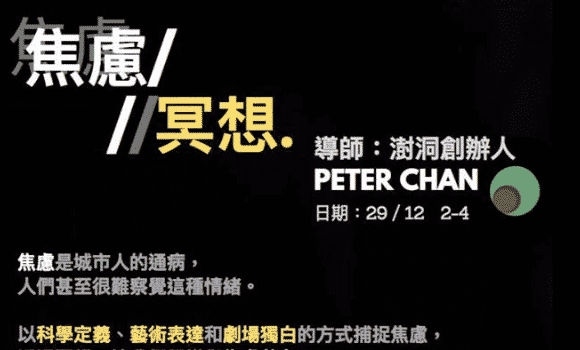 焦慮/
//冥想.
導師：澍洞創辦人
PETER CHAN
日期：29 / 12 2-4
焦慮是城市人的通病，
人們甚至很難察覺這種情緒。
以科學定義、藝術表達和劇場獨白的方式捕捉焦慮，